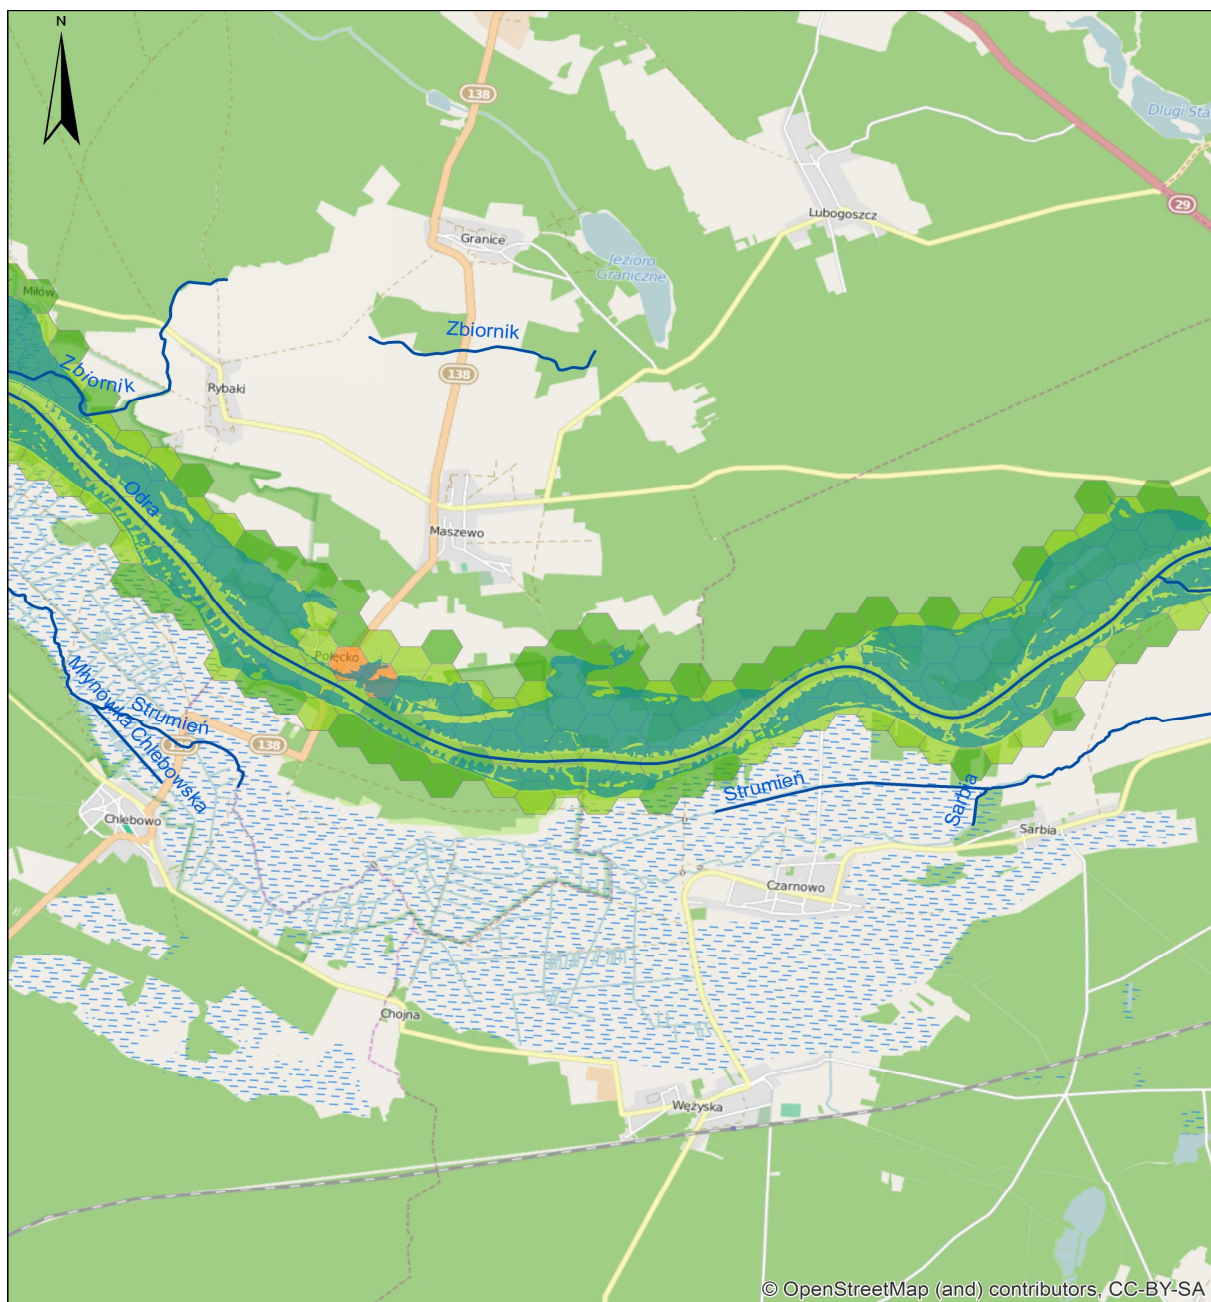 N
138
Dlugi Sta
29
Lubogoszcz
Granice
Jezioro
Graniczne
Miłów
Zbiornik
Zbiornik
138
Rybaki
Odra
Maszewo
Połęcko
Młynówka Chlebowska
Strumień
138
Strumień
Sarbia
Chlebowo
Sarbia
Czarnowo
Chojna
Wężyska
© OpenStreetMap (and) contributors, CC-BY-SA